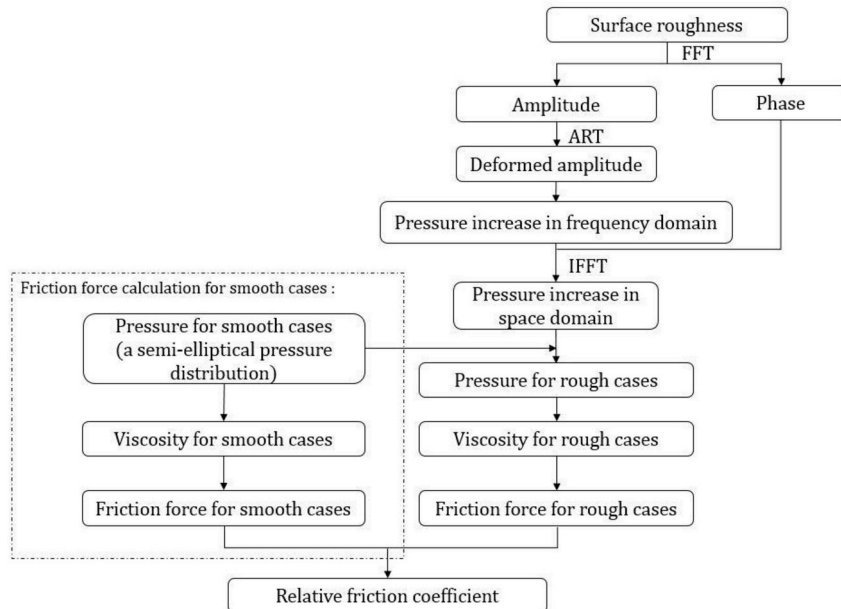 Surface roughness
FFT
Amplitude
Phase
ART
Deformed amplitude
Pressure increase in frequency domain
IFFT
Friction force calculation for smooth cases :
Pressure increase in
space domain
Pressure for smooth cases
(a semi-elliptical pressure
distribution)
Pressure for rough cases
Viscosity for smooth cases
Viscosity for rough cases
Friction force for smooth cases
Friction force for rough cases
Relative friction coefficient